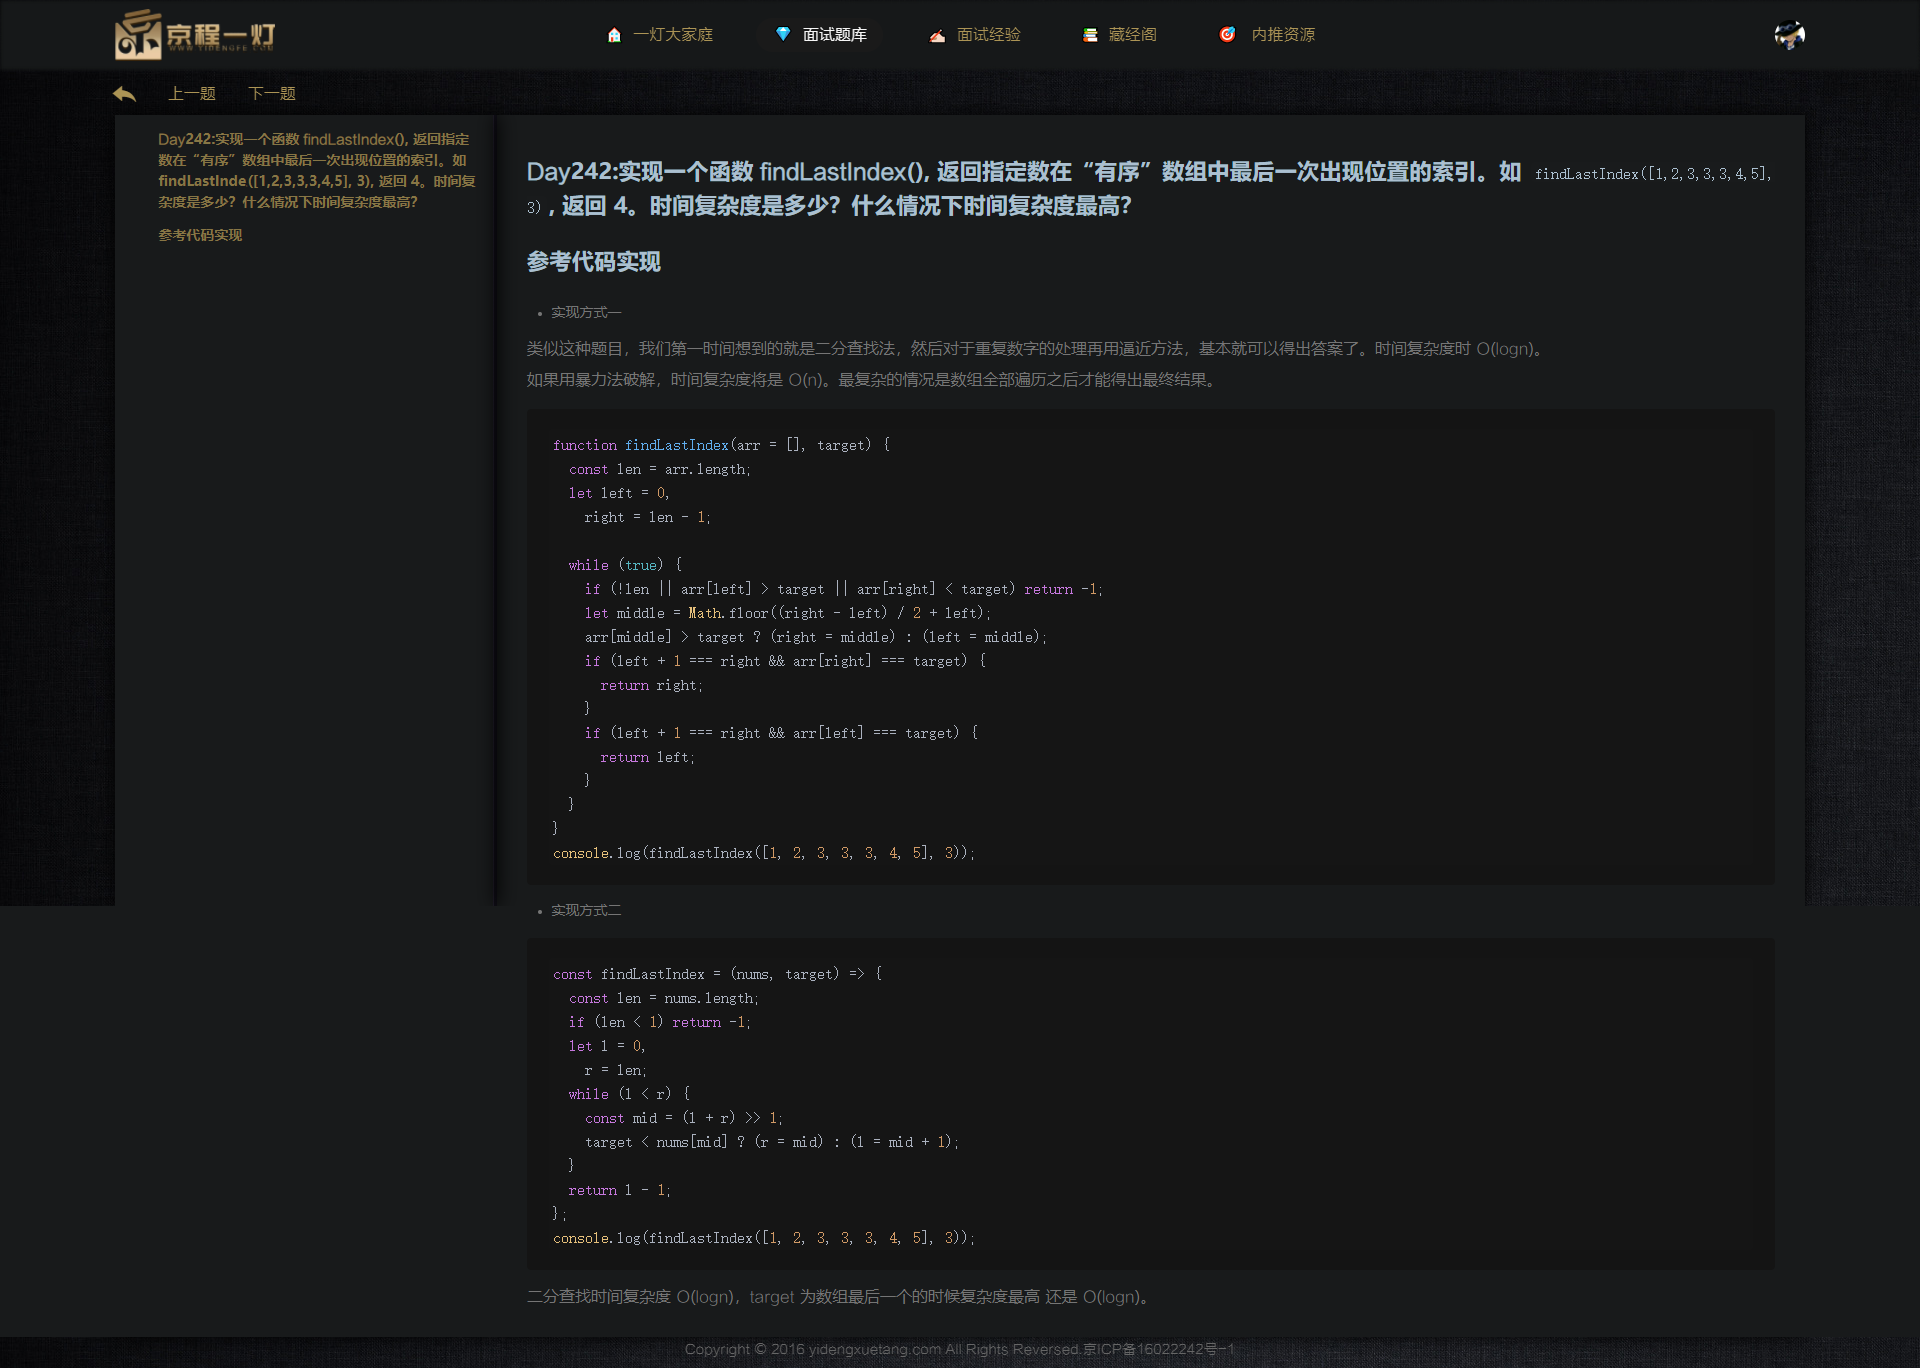 京程一灯
WWW.YIDENGFE.COM
一灯大家庭
面试题库
面试经验
藏经阁
内推资源
上一题
下一题
Day242:实现一个函数 findLastIndex(), 返回指定
数在“有序”数组中最后一次出现位置的索引。如
findLastInde([1,2,3,3,3,4,5], 3), 返回 4。时间复
杂度是多少？什么情况下时间复杂度最高？
参考代码实现
Day242:实现一个函数 findLastIndex(), 返回指定数在“有序”数组中最后一次出现位置的索引。如 findLastIndex([1,2,3,3,3,4,5],
3) , 返回 4。时间复杂度是多少？什么情况下时间复杂度最高？
参考代码实现
• 实现方式一
类似这种题目，我们第一时间想到的就是二分查找法，然后对于重复数字的处理再用逼近方法，基本就可以得出答案了。时间复杂度时 O(logn)。
如果用暴力法破解，时间复杂度将是 O(n)。最复杂的情况是数组全部遍历之后才能得出最终结果。
function findLastIndex(arr = [], target) {
  const len = arr.length;
  let left = 0,
    right = len - 1;
  while (true) {
    if (!len || arr[left] > target || arr[right] < target) return -1;
    let middle = Math.floor((right - left) / 2 + left);
    arr[middle] > target ? (right = middle) : (left = middle);
    if (left + 1 === right && arr[right] === target) {
      return right;
    }
    if (left + 1 === right && arr[left] === target) {
      return left;
    }
  }
}
console.log(findLastIndex([1, 2, 3, 3, 3, 4, 5], 3));
• 实现方式二
const findLastIndex = (nums, target) => {
  const len = nums.length;
  if (len < 1) return -1;
  let l = 0,
    r = len;
  while (l < r) {
    const mid = (l + r) >> 1;
    target < nums[mid] ? (r = mid) : (l = mid + 1);
  }
  return l - 1;
};
console.log(findLastIndex([1, 2, 3, 3, 3, 4, 5], 3));
二分查找时间复杂度 O(logn)，target 为数组最后一个的时候复杂度最高 还是 O(logn)。
Copyright © 2016 yidengxuetang.com All Rights Reversed.京ICP备16022242号-1